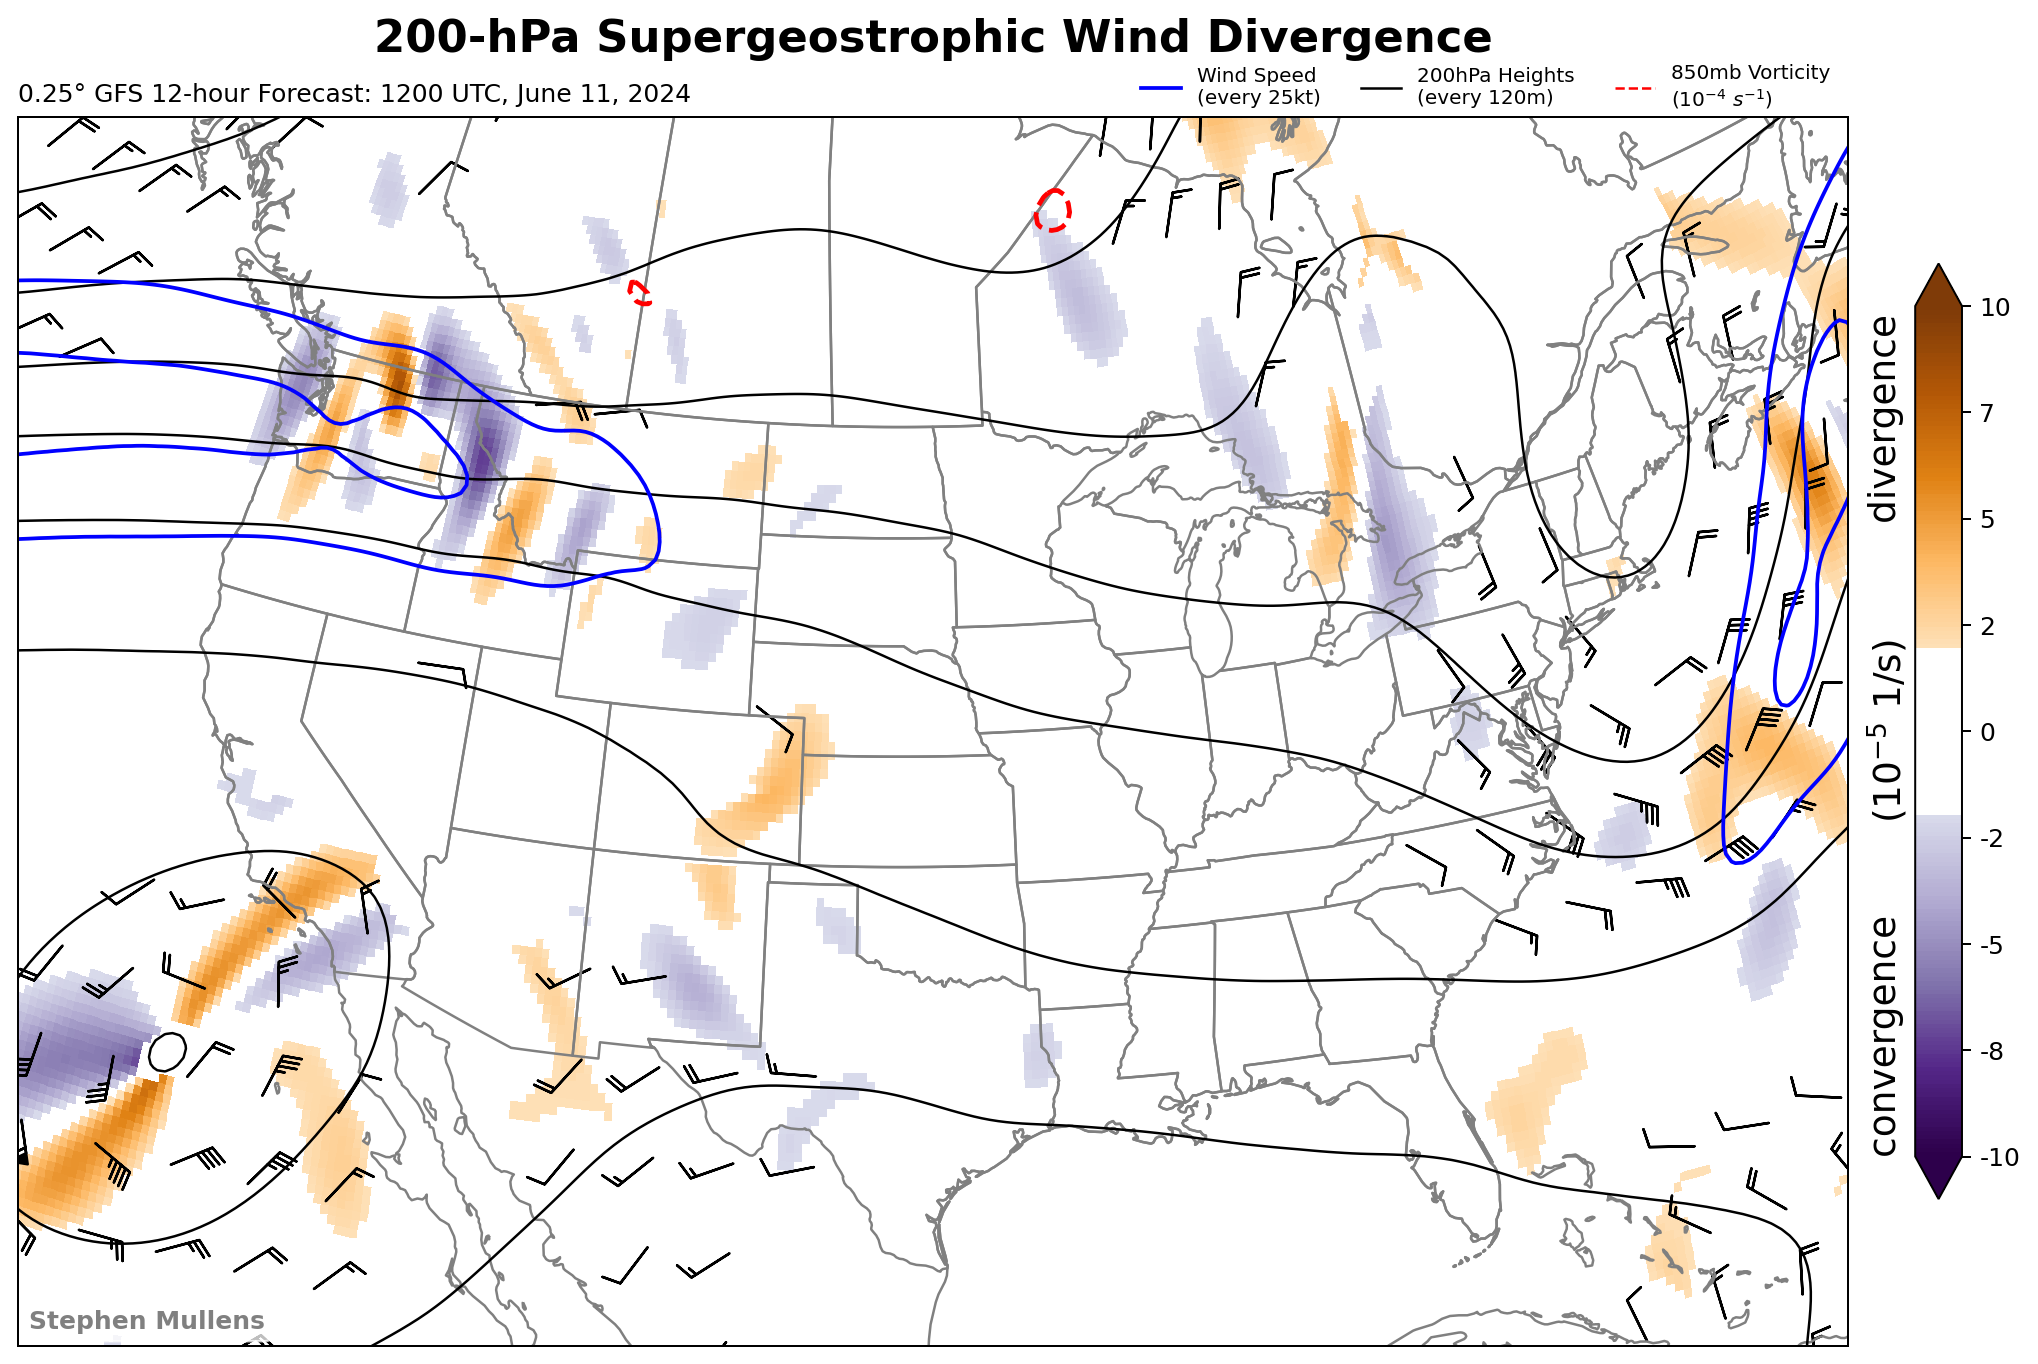 200-hPa Supergeostrophic Wind Divergence
0.25° GFS 12-hour Forecast: 1200 UTC, June 11, 2024
Wind Speed
(every 25kt)
200hPa Heights
(every 120m)
850mb Vorticity
(10⁻⁴ s⁻¹)
10
7
5
2
0
-2
-5
-8
-10
convergence (10⁻⁵ 1/s) divergence
Stephen Mullens